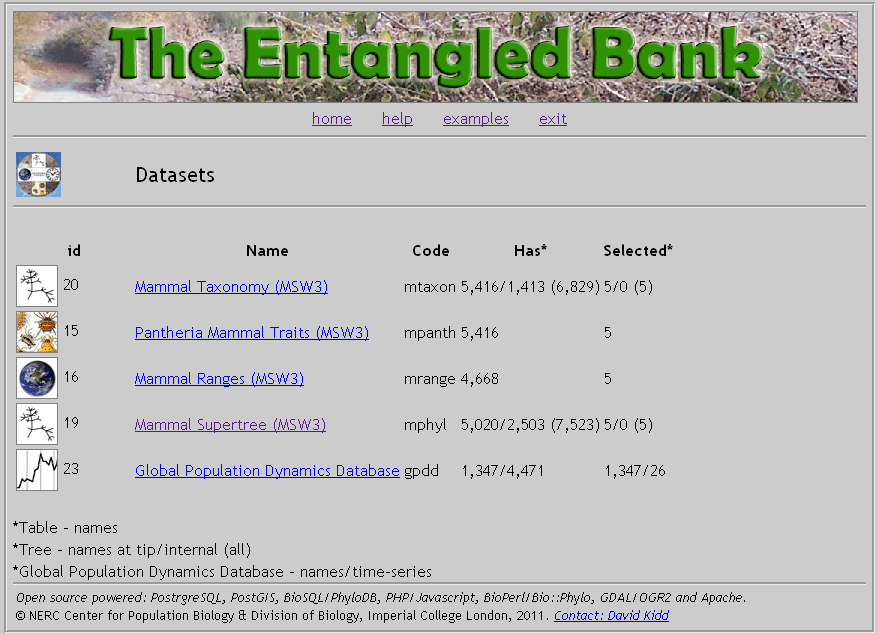 The Entangled Bank
home help examples exit
Datasets
id Name Code Has* Selected*
20 Mammal Taxonomy (MSW3) mtaxon 5,416/1,413 (6,829) 5/0 (5)
15 Pantheria Mammal Traits (MSW3) mpanth 5,416 5
16 Mammal Ranges (MSW3) mrange 4,668 5
19 Mammal Supertree (MSW3) mphyl 5,020/2,503 (7,523) 5/0 (5)
23 Global Population Dynamics Database gpdd 1,347/4,471 1,347/26
*Table - names
*Tree - names at tip/internal (all)
*Global Population Dynamics Database - names/time-series
Open source powered: PostrgreSQL, PostGIS, BioSQL/PhyloDB, PHP/Javascript, BioPerl/Bio::Phylo, GDAL/OGR2 and Apache.
© NERC Center for Population Biology & Division of Biology, Imperial College London, 2011. Contact: David Kidd